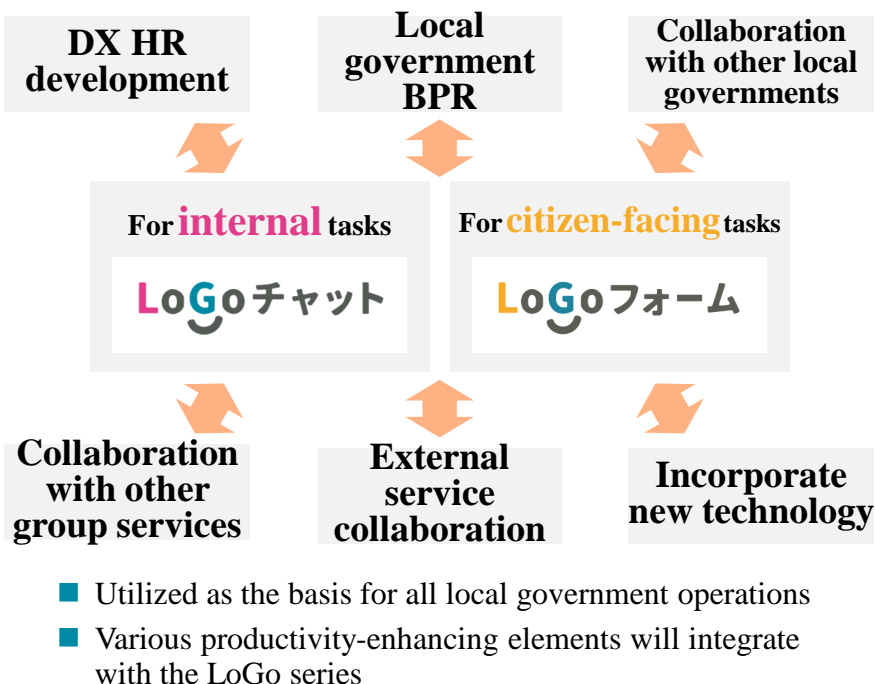 DX HR
development
Local
government
BPR
Collaboration
with other local
governments
For internal tasks
LoGoチャット
For citizen-facing tasks
LoGoフォーム
Collaboration
with other
group services
External
service
collaboration
Incorporate
new technology
Utilized as the basis for all local government operations
Various productivity-enhancing elements will integrate
with the LoGo series